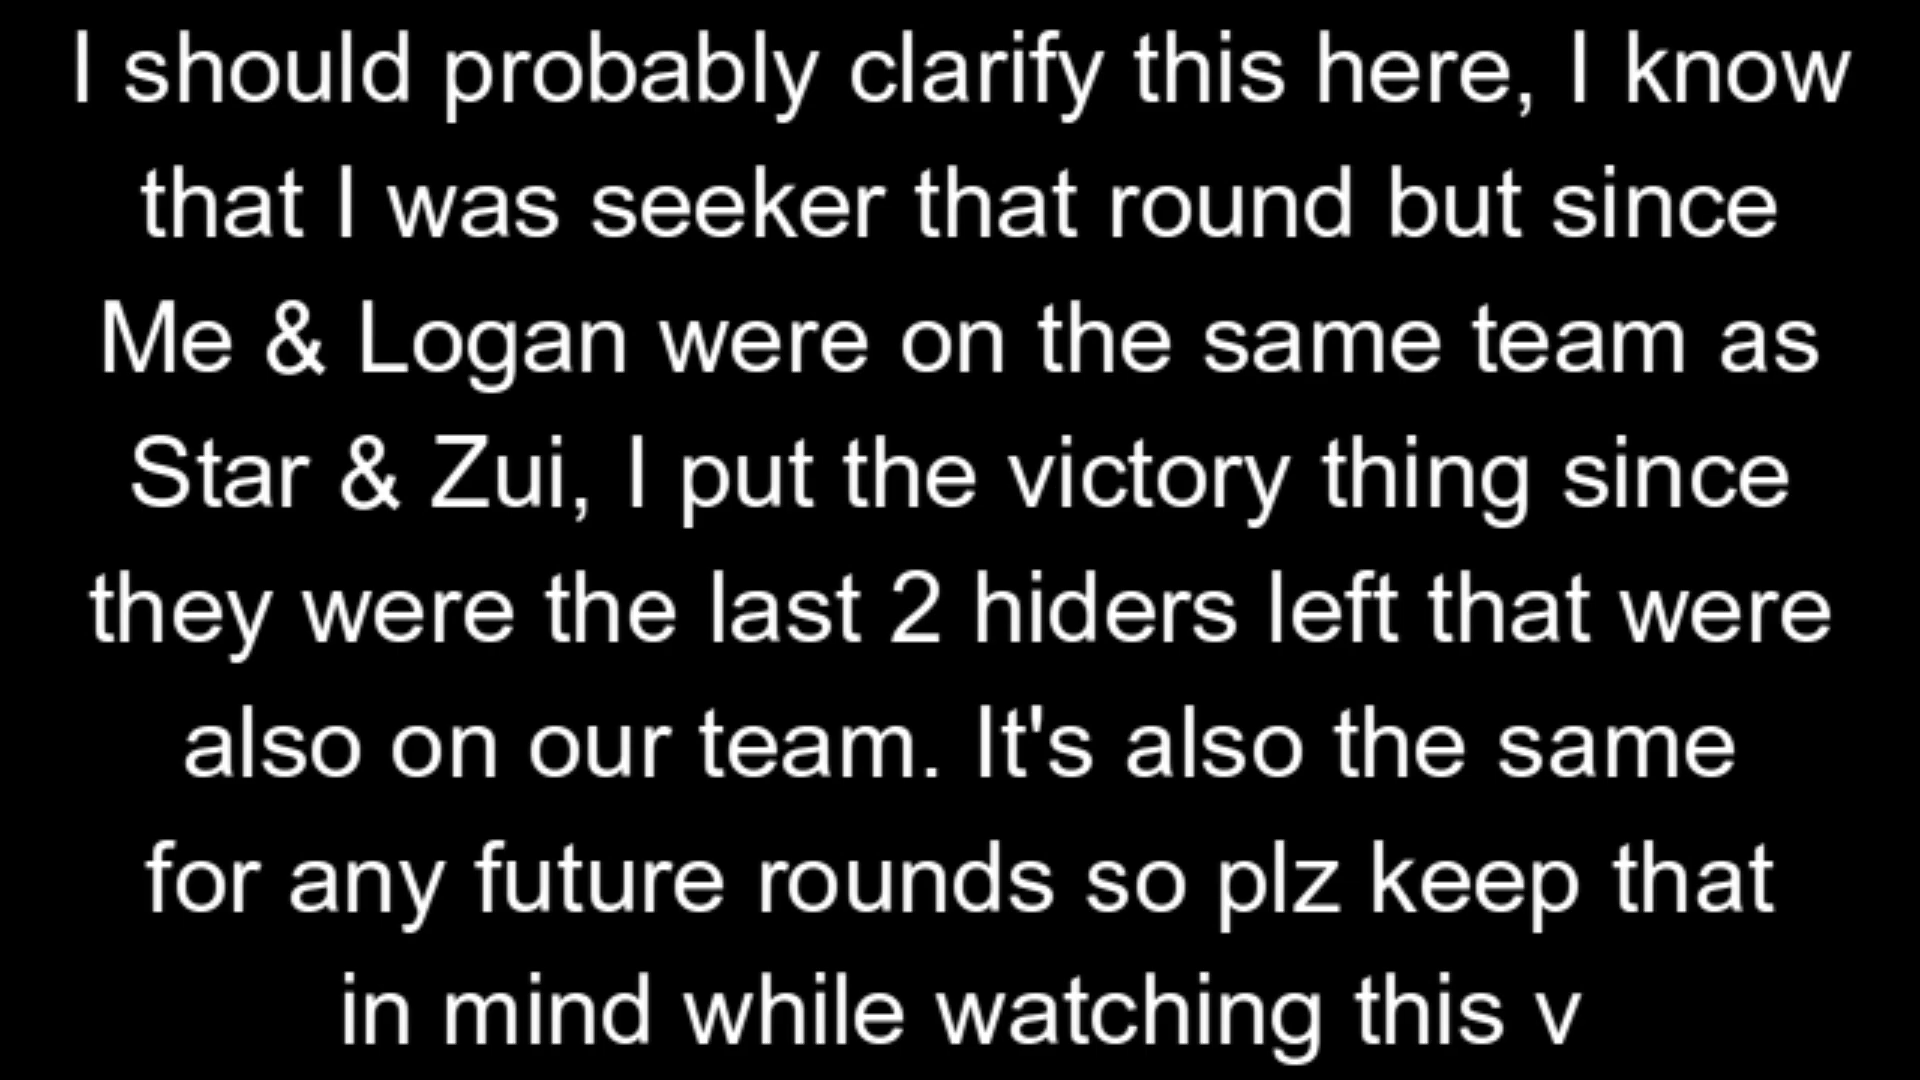 I should probably clarify this here, I know
that I was seeker that round but since
Me & Logan were on the same team as
Star & Zui, I put the victory thing since
they were the last 2 hiders left that were
also on our team. It's also the same
for any future rounds so plz keep that
in mind while watching this v